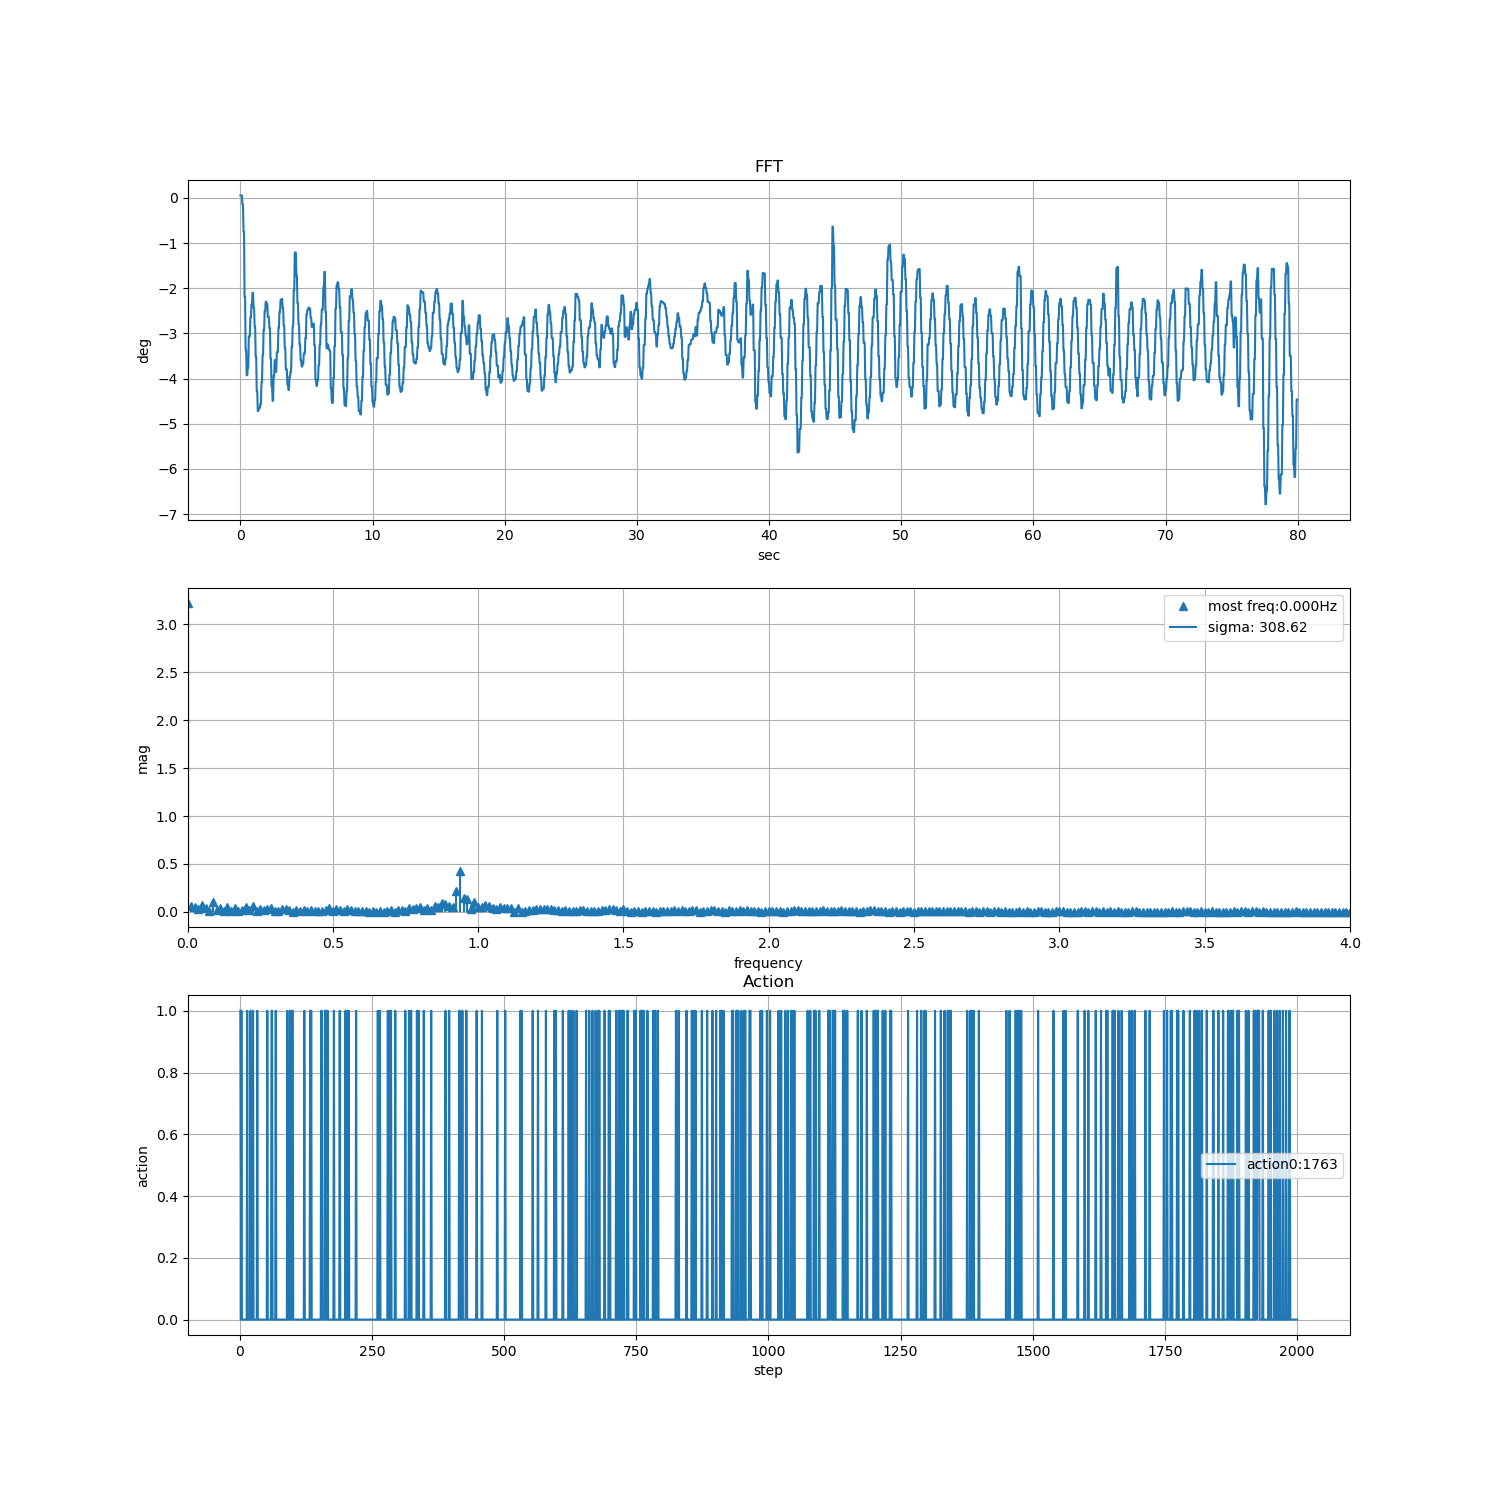 FFT
0
−1
−2
−3
−4
−5
−6
−7
deg
0 10 20 30 40 50 60 70 80
sec
most freq:0.000Hz
sigma: 308.62
3.0
2.5
2.0
1.5
1.0
0.5
0.0
mag
0.0 0.5 1.0 1.5 2.0 2.5 3.0 3.5 4.0
frequency
Action
1.0
0.8
0.6
0.4
0.2
0.0
action
action0:1763
0 250 500 750 1000 1250 1500 1750 2000
step